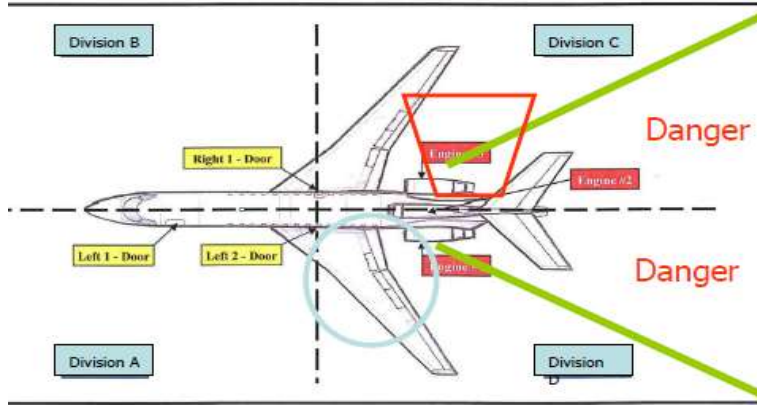 Division B
Division C
Danger
Right 1 - Door
Engine
Engine #2
Left 1 - Door
Left 2 - Door
Engine
Danger
Division A
Division
D